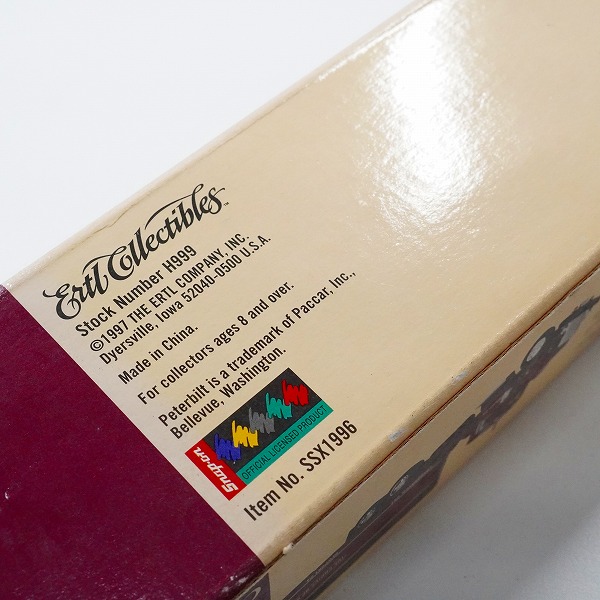 Ertl Collectibles™
Stock Number H999
©1997 THE ERTL COMPANY, INC.
Dyersville, Iowa 52040-0500 U.S.A.
Made in China.
For collectors ages 8 and over.
Peterbilt is a trademark of Paccar, Inc.,
Bellevue, Washington.
Snap-on
OFFICIAL LICENSED PRODUCT
Item No. SSX1996